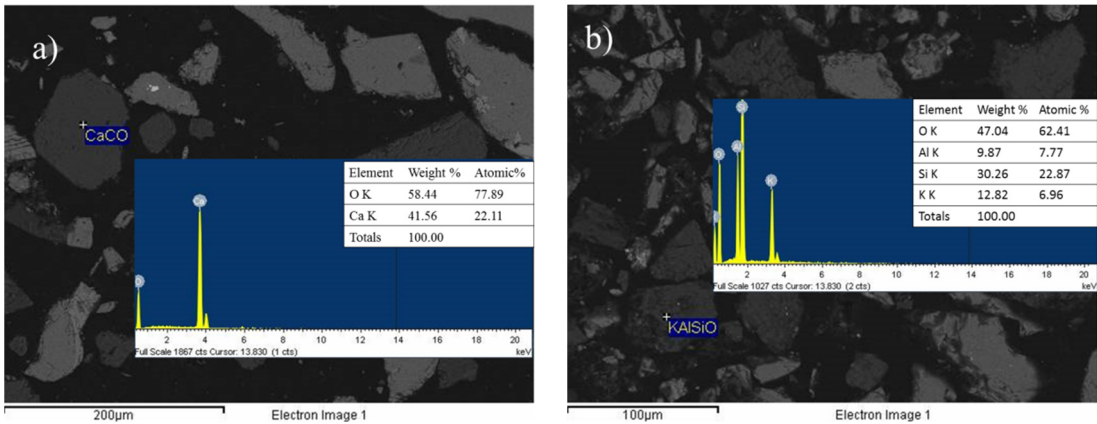 a)
CaCO
Element Weight % Atomic%
O K 58.44 77.89
Ca K 41.56 22.11
Totals 100.00
O
Ca
2 4 6 8 10 12 14 16 18 20
Full Scale 1867 cts Cursor: 13.830 (1 cts) keV
200µm Electron Image 1
b)
Element Weight % Atomic %
O K 47.04 62.41
Al K 9.87 7.77
Si K 30.26 22.87
K K 12.82 6.96
Totals 100.00
O
Al
Si
K
2 4 6 8 10 12 14 16 18 20
Full Scale 1027 cts Cursor: 13.830 (2 cts) keV
KAlSiO
100µm Electron Image 1